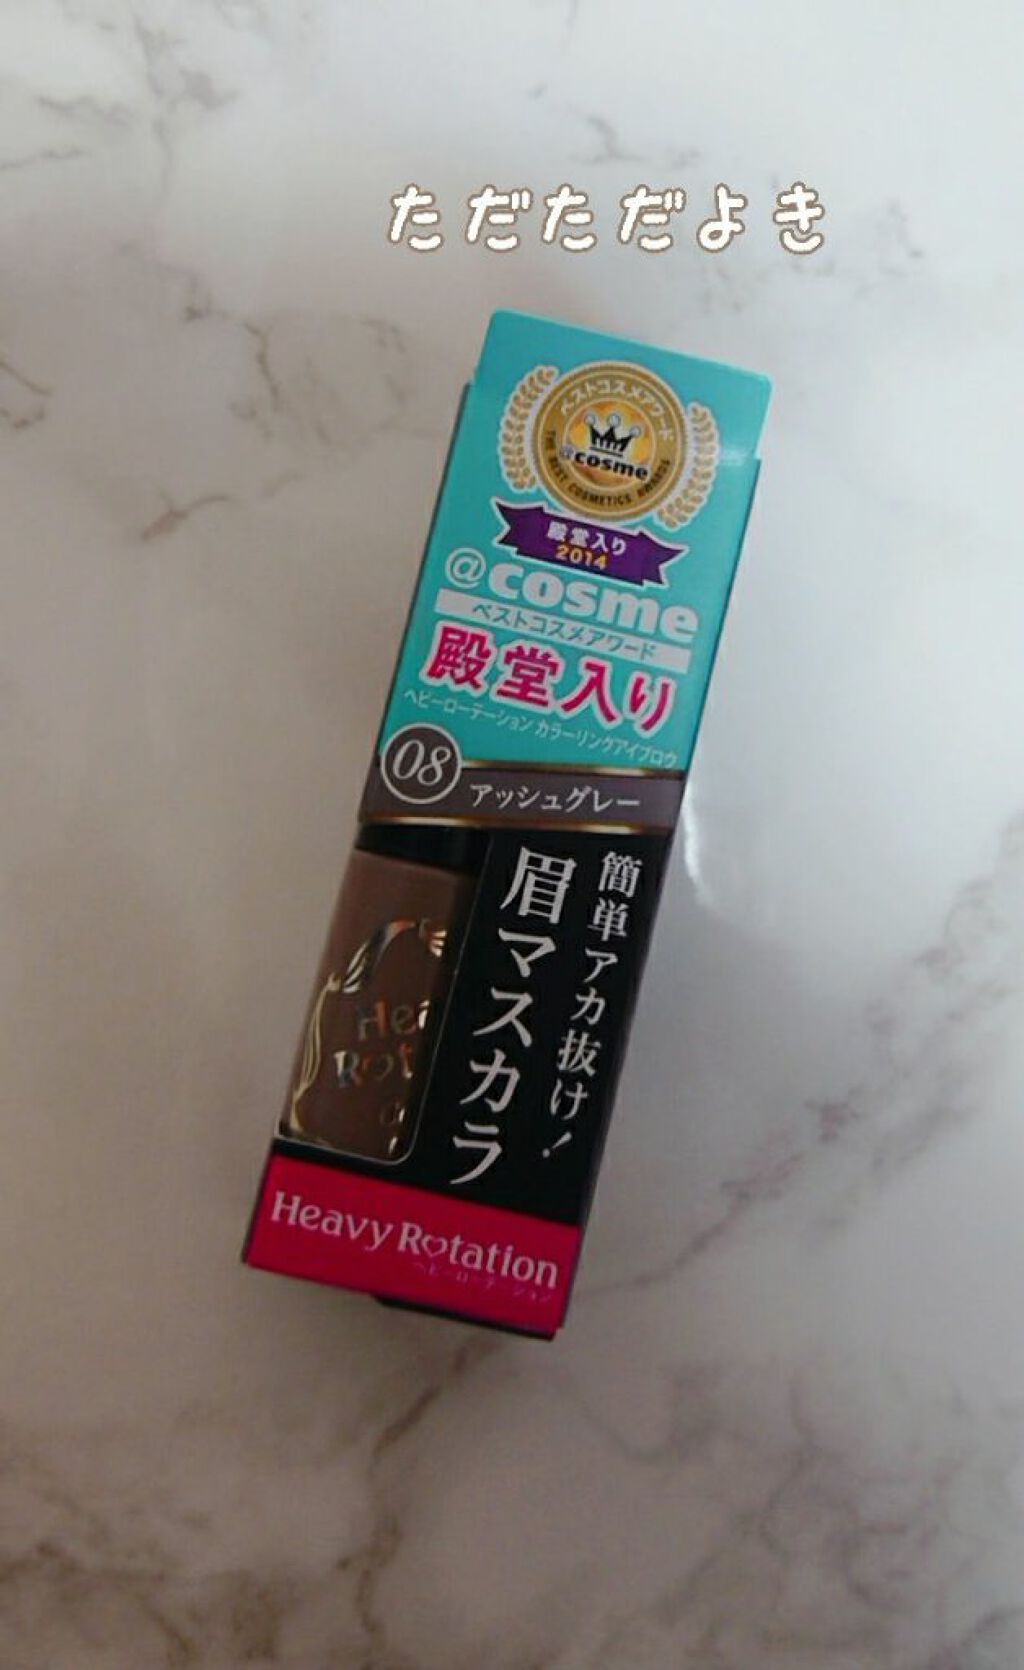 ただただよき
ベストコスメアワード
@cosme
THE BEST COSMETICS AWARDS
殿堂入り
2014
@cosme
ベストコスメアワード
殿堂入り
ヘビーローテーション カラーリングアイブロウ
08
アッシュグレー
簡単アカ抜け!
眉マスカラ
Heavy Rotation
ヘビーローテーション